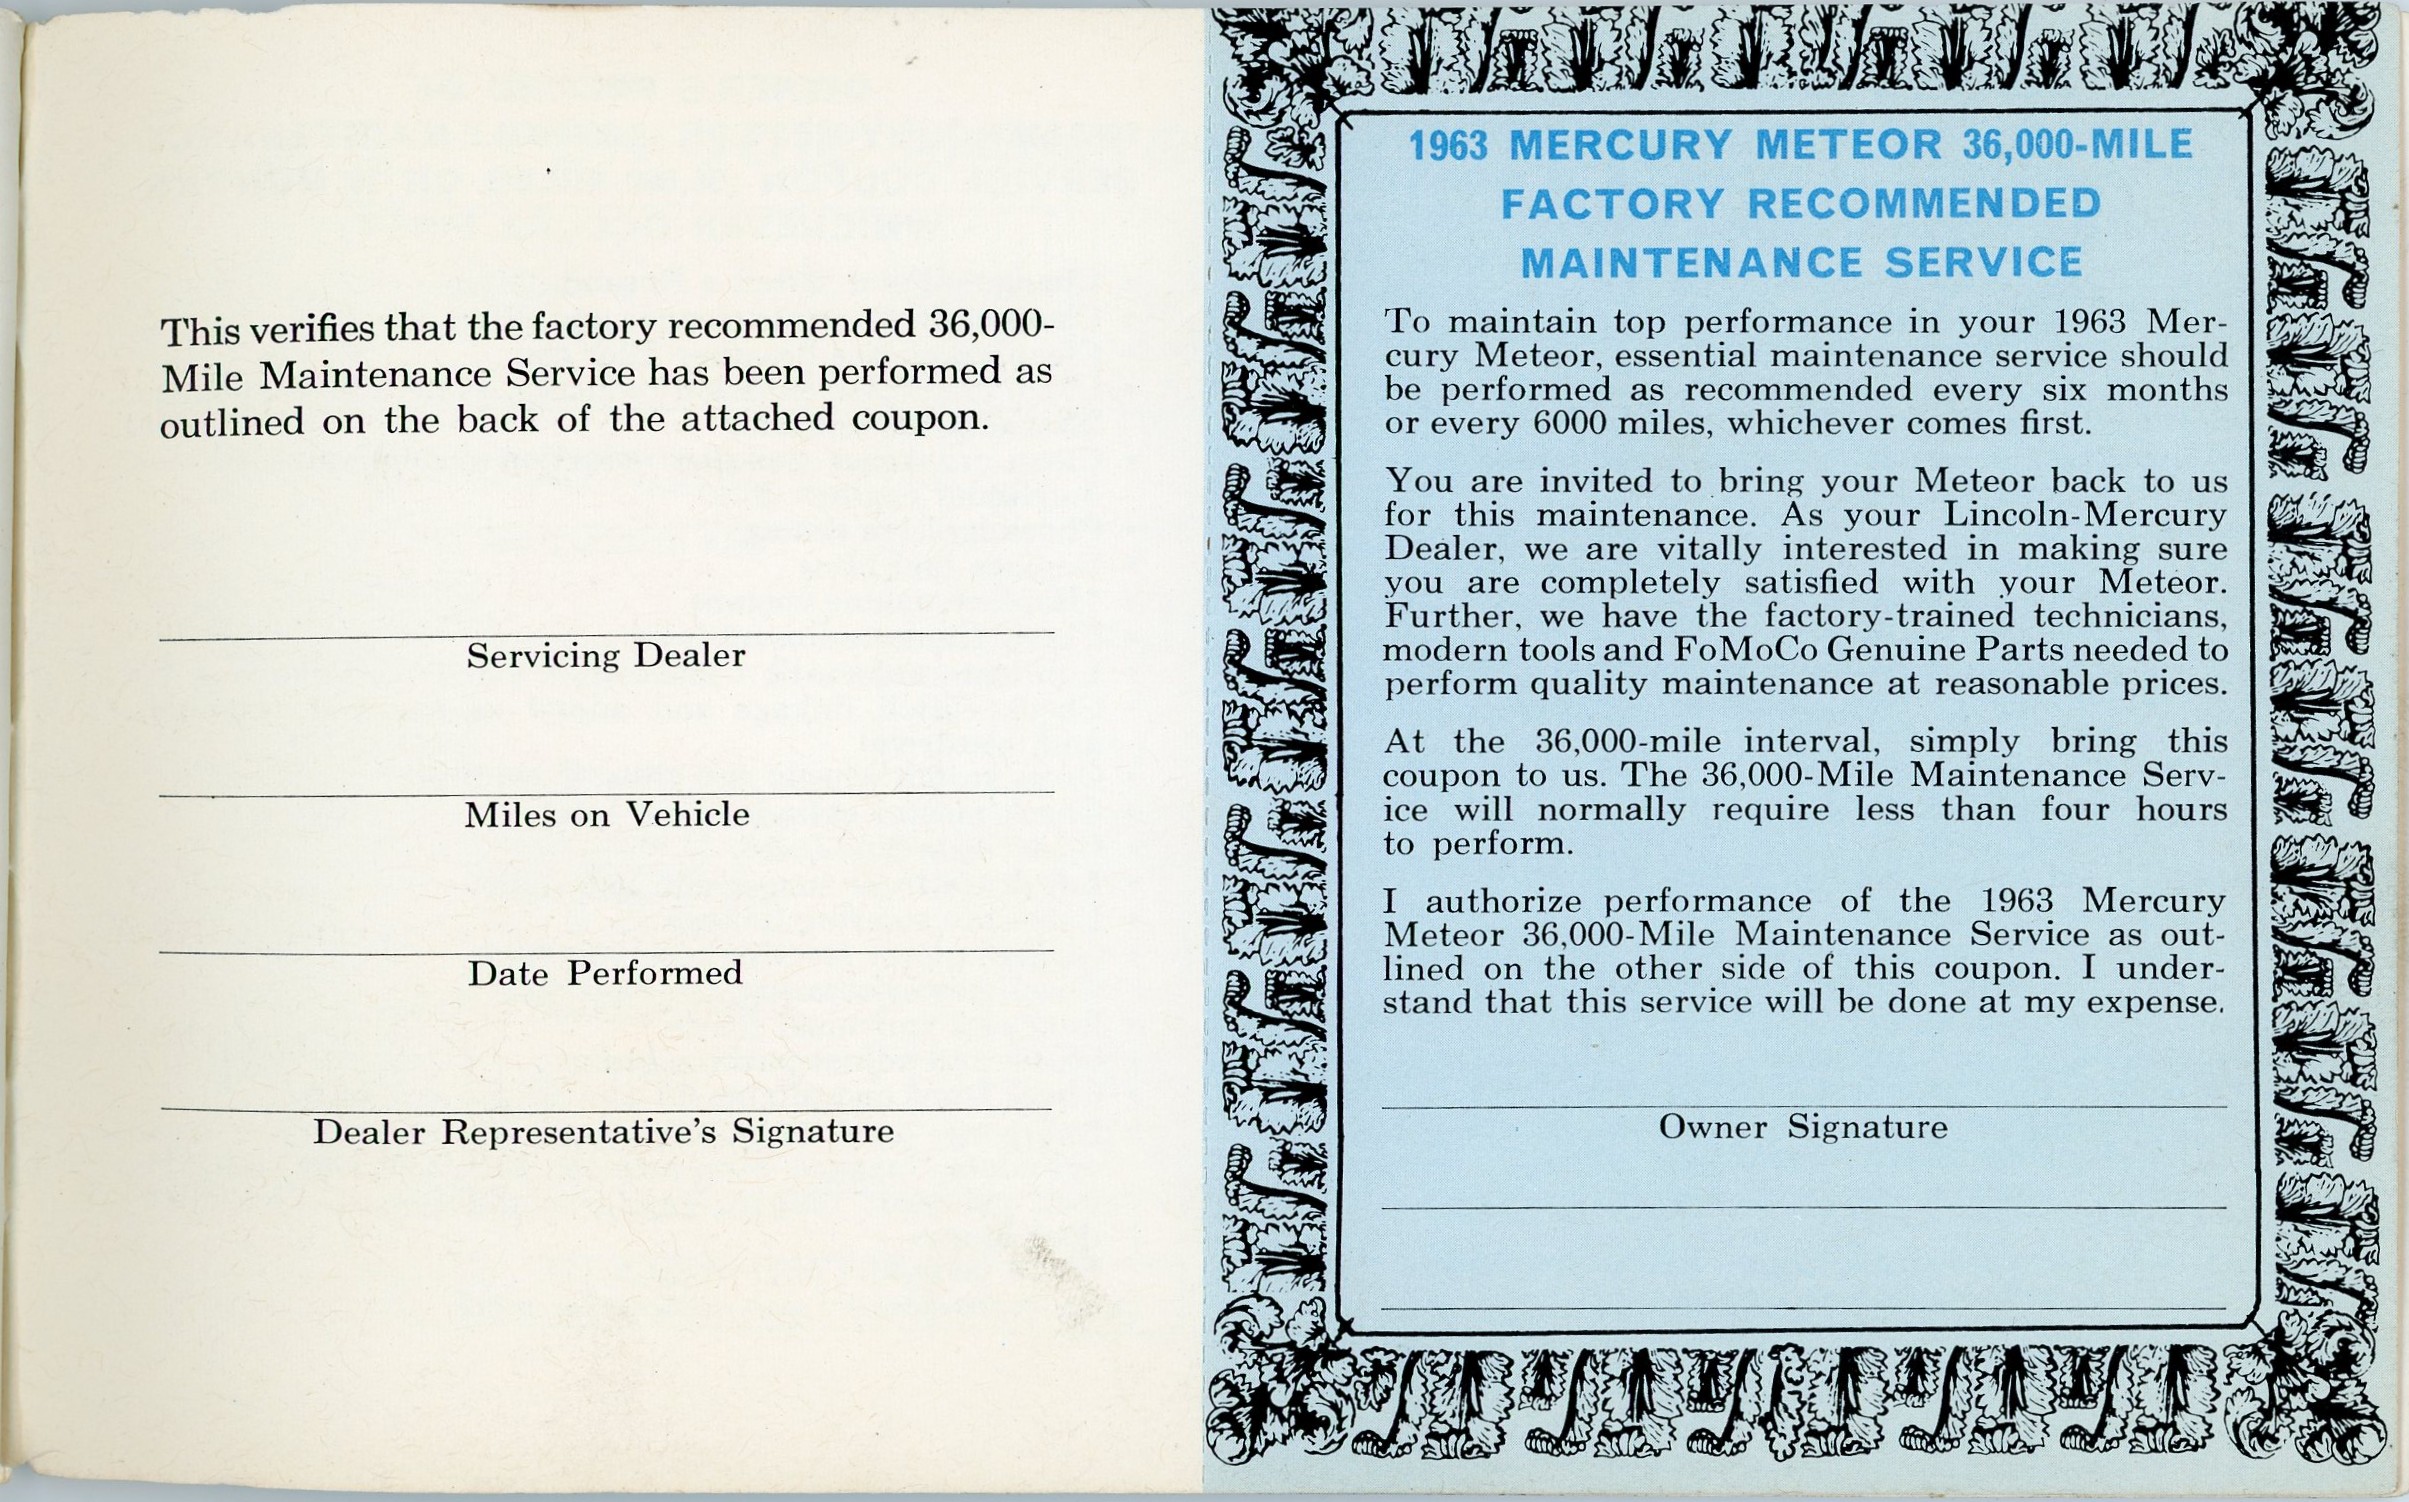 This verifies that the factory recommended 36,000-
Mile Maintenance Service has been performed as
outlined on the back of the attached coupon.
Servicing Dealer
Miles on Vehicle
Date Performed
Dealer Representative's Signature
1963 MERCURY METEOR 36,000-MILE
FACTORY RECOMMENDED
MAINTENANCE SERVICE
To maintain top performance in your 1963 Mer-
cury Meteor, essential maintenance service should
be performed as recommended every six months
or every 6000 miles, whichever comes first.
You are invited to bring your Meteor back to us
for this maintenance. As your Lincoln-Mercury
Dealer, we are vitally interested in making sure
you are completely satisfied with your Meteor.
Further, we have the factory-trained technicians,
modern tools and FoMoCo Genuine Parts needed to
perform quality maintenance at reasonable prices.
At the 36,000-mile interval, simply bring this
coupon to us. The 36,000-Mile Maintenance Serv-
ice will normally require less than four hours
to perform.
I authorize performance of the 1963 Mercury
Meteor 36,000-Mile Maintenance Service as out-
lined on the other side of this coupon. I under-
stand that this service will be done at my expense.
Owner Signature